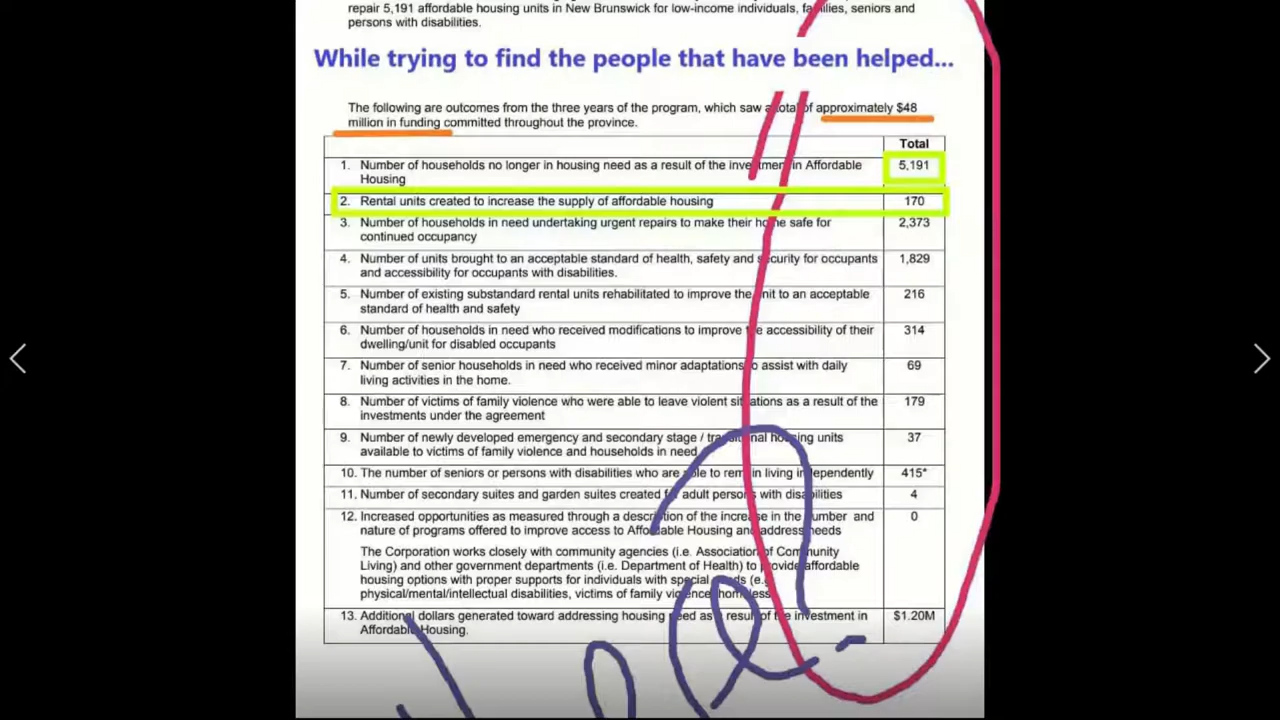 repair 5,191 affordable housing units in New Brunswick for low-income individuals, families, seniors and
persons with disabilities.
While trying to find the people that have been helped...
The following are outcomes from the three years of the program, which saw a total of approximately $48
million in funding committed throughout the province.
Total
1. Number of households no longer in housing need as a result of the investment in Affordable 5,191
Housing
2. Rental units created to increase the supply of affordable housing 170
3. Number of households in need undertaking urgent repairs to make their home safe for 2,373
continued occupancy
4. Number of units brought to an acceptable standard of health, safety and security for occupants 1,829
and accessibility for occupants with disabilities.
5. Number of existing substandard rental units rehabilitated to improve the unit to an acceptable 216
standard of health and safety
6. Number of households in need who received modifications to improve the accessibility of their 314
dwelling/unit for disabled occupants
7. Number of senior households in need who received minor adaptations to assist with daily 69
living activities in the home.
8. Number of victims of family violence who were able to leave violent situations as a result of the 179
investments under the agreement
9. Number of newly developed emergency and secondary stage / transitional housing units 37
available to victims of family violence and households in need
10. The number of seniors or persons with disabilities who are able to remain living independently 415*
11. Number of secondary suites and garden suites created for adult persons with disabilities 4
12. Increased opportunities as measured through a description of the increase in the number and 0
nature of programs offered to improve access to Affordable Housing and address needs
The Corporation works closely with community agencies (i.e. Association of Community
Living) and other government departments (i.e. Department of Health) to provide affordable
housing options with proper supports for individuals with special needs (e.g.
physical/mental/intellectual disabilities, victims of family violence, homeless)
13. Additional dollars generated toward addressing housing need as a result of the investment in $1.20M
Affordable Housing.